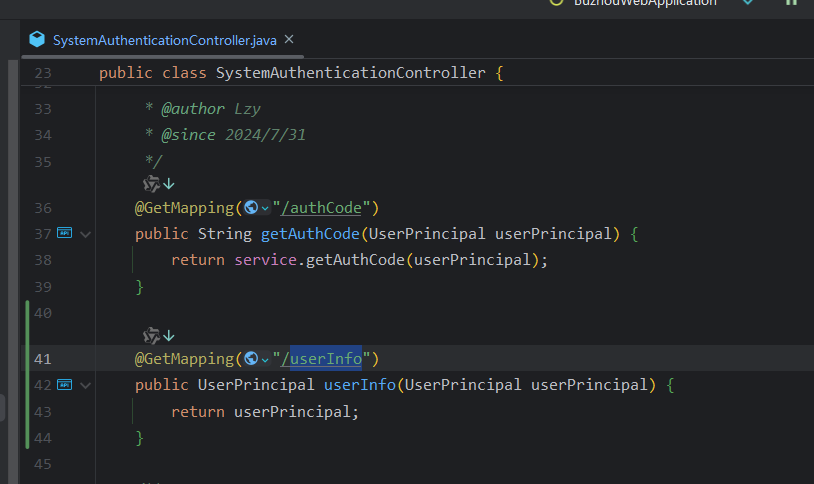 BuzhouWebApplication
SystemAuthenticationController.java
23 public class SystemAuthenticationController {
33 * @author Lzy
34 * @since 2024/7/31
35 */
36 @GetMapping("/authCode")
37 API public String getAuthCode(UserPrincipal userPrincipal) {
38 return service.getAuthCode(userPrincipal);
39 }
40
41 @GetMapping("/userInfo")
42 API public UserPrincipal userInfo(UserPrincipal userPrincipal) {
43 return userPrincipal;
44 }
45